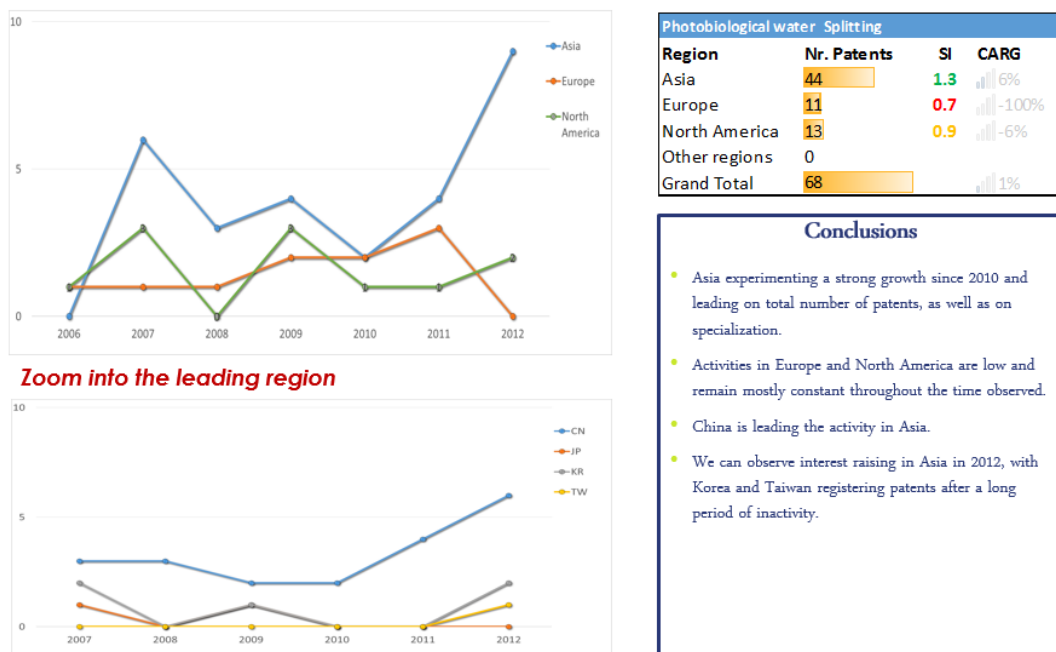 10
5
0
2006 2007 2008 2009 2010 2011 2012
Asia
Europe
North
America
Zoom into the leading region
10
5
0
2007 2008 2009 2010 2011 2012
CN
JP
KR
TW
Photobiological water Splitting
Region Nr. Patents SI CARG
Asia 44 1.3 6%
Europe 11 0.7 -100%
North America 13 0.9 -6%
Other regions 0
Grand Total 68 1%
Conclusions
• Asia experimenting a strong growth since 2010 and
leading on total number of patents, as well as on
specialization.
• Activities in Europe and North America are low and
remain mostly constant throughout the time observed.
• China is leading the activity in Asia.
• We can observe interest raising in Asia in 2012, with
Korea and Taiwan registering patents after a long
period of inactivity.